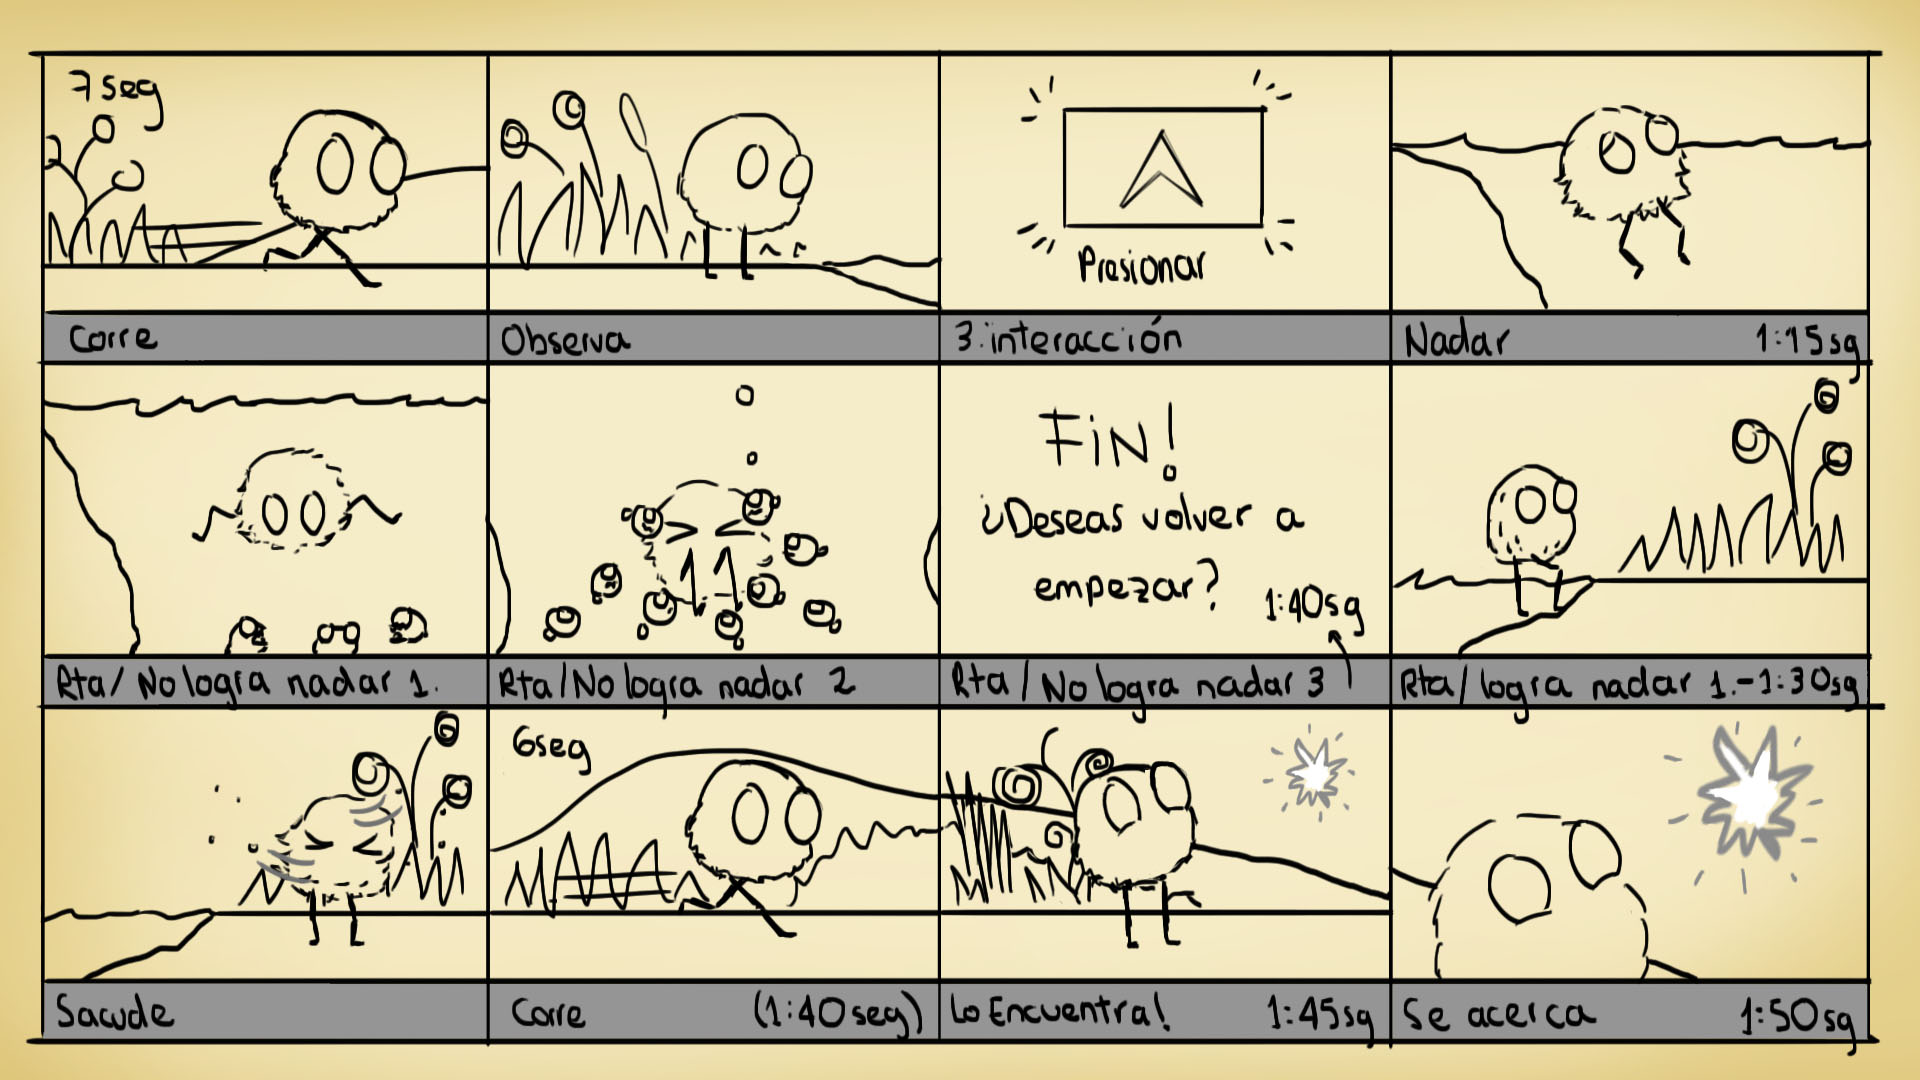 7seg
Corre
Observa
Presionar
3. interacción
Nadar 1:15sg
Rta/ No logra nadar 1.
Rta/No logra nadar 2
FiN!
¿Deseas volver a
empezar?
1:40sg
Rta/No logra nadar 3
Rta/ logra nadar 1.-1:30sg
Sacude
6seg
Corre (1:40seg)
Lo Encuentra! 1:45sg
Se acerca 1:50sg